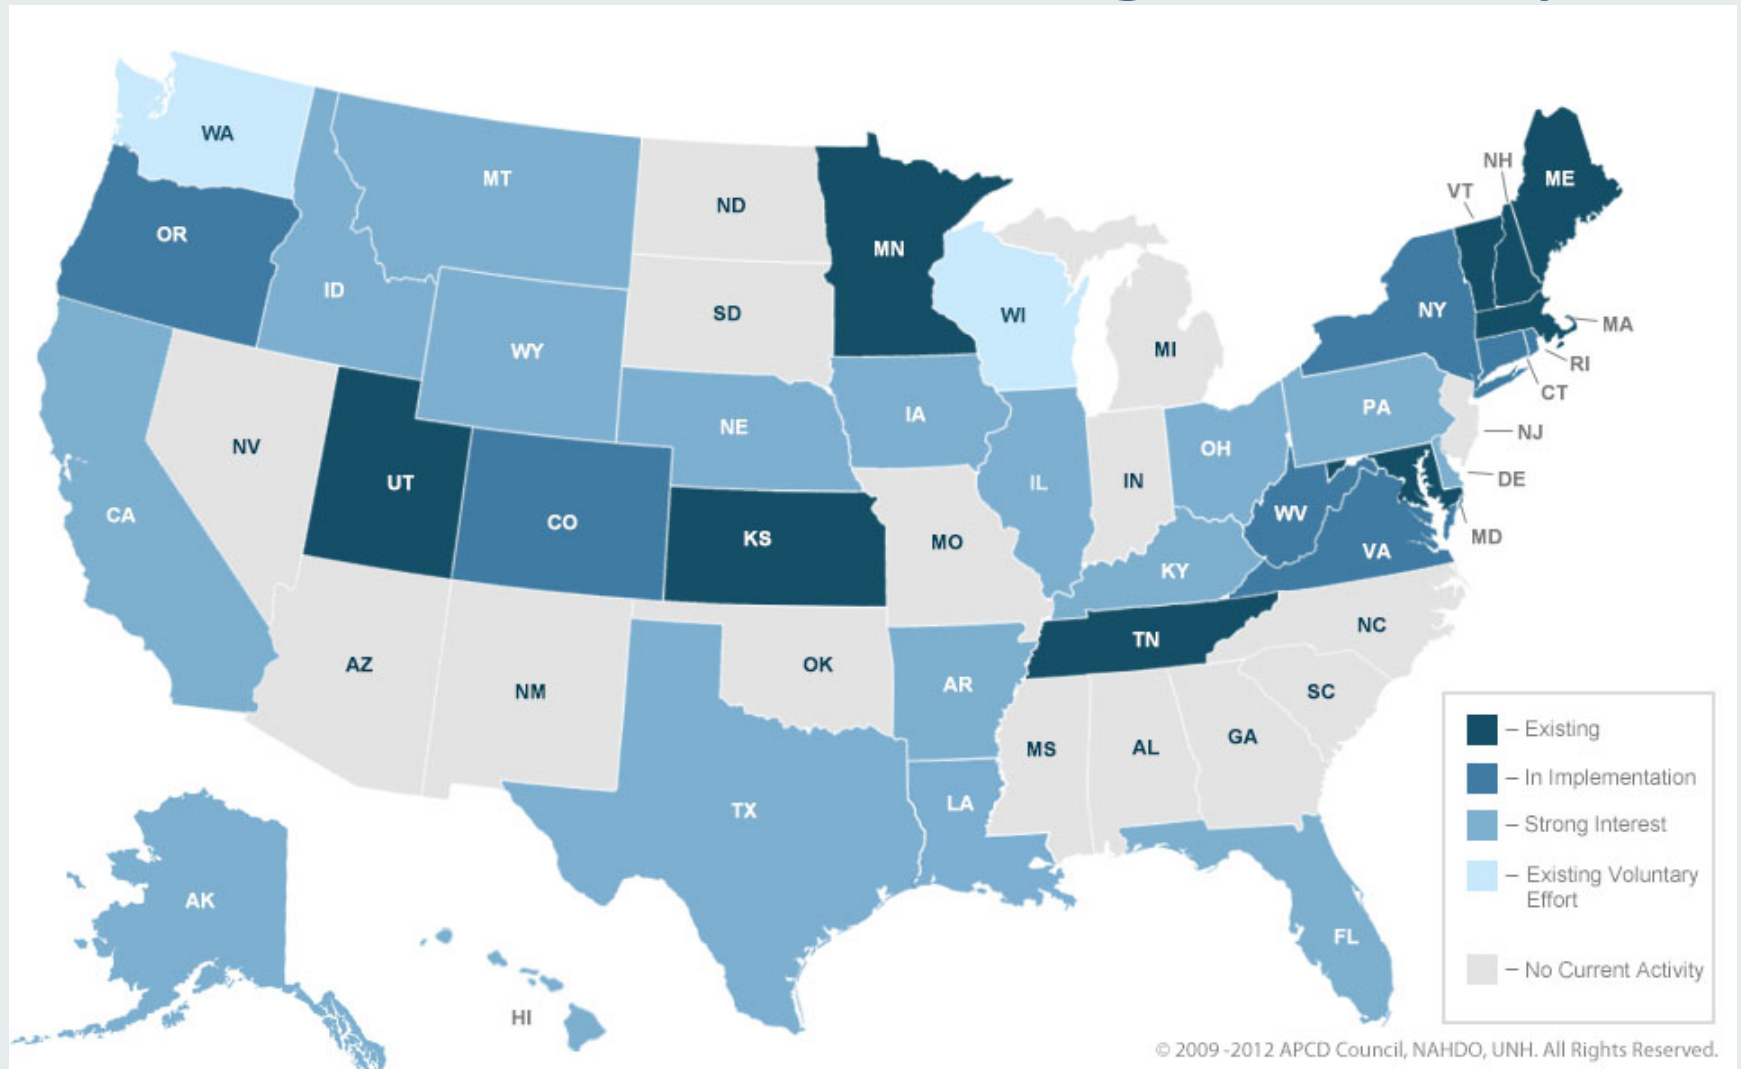 WA
MT
ND
MN
NH
ME
VT
OR
ID
SD
WI
NY
MA
WY
MI
RI
CT
NE
IA
PA
NJ
NV
UT
CO
KS
IL
IN
OH
DE
CA
MO
WV
MD
VA
KY
TN
NC
AZ
NM
OK
AR
SC
MS
AL
GA
TX
LA
AK
HI
FL
– Existing
– In Implementation
– Strong Interest
– Existing Voluntary
Effort
– No Current Activity
© 2009 -2012 APCD Council, NAHDO, UNH. All Rights Reserved.